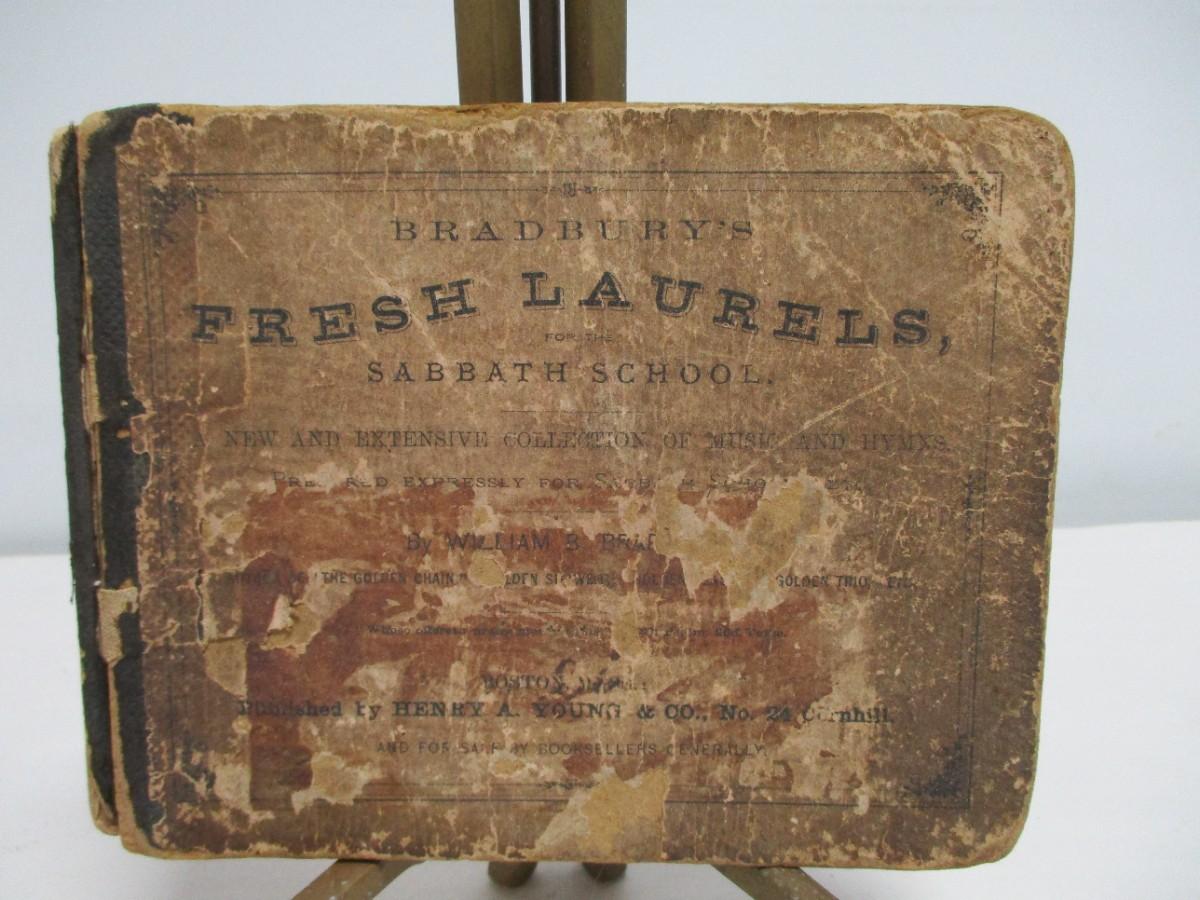 BRADBURY'S
FRESH LAURELS,
FOR THE
SABBATH SCHOOL.
A NEW AND EXTENSIVE COLLECTION OF MUSIC AND HYMNS.
EXPRESSLY FOR
By WILLIAM B.
"THE GOLDEN CHAIN," GOLDEN TRIO, ETC.
BOSTON,
Published by HENRY A. YOUNG & CO., No. 24 Cornhill,
AND FOR SALE BY BOOKSELLERS GENERALLY.